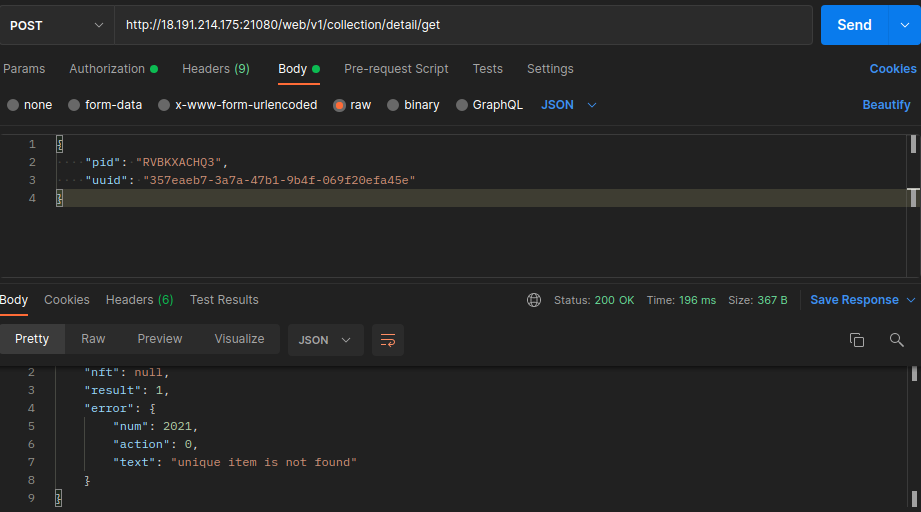 POST http://18.191.214.175:21080/web/v1/collection/detail/get Send
Params Authorization Headers (9) Body Pre-request Script Tests Settings Cookies
none form-data x-www-form-urlencoded raw binary GraphQL JSON Beautify
1 {
2 "pid": "RVBKXACHQ3",
3 "uuid": "357eaeb7-3a7a-47b1-9b4f-069f20efa45e"
4 }
Body Cookies Headers (6) Test Results Status: 200 OK Time: 196 ms Size: 367 B Save Response
Pretty Raw Preview Visualize JSON
2 "nft": null,
3 "result": 1,
4 "error": {
5 "num": 2021,
6 "action": 0,
7 "text": "unique item is not found"
8 }
9 }